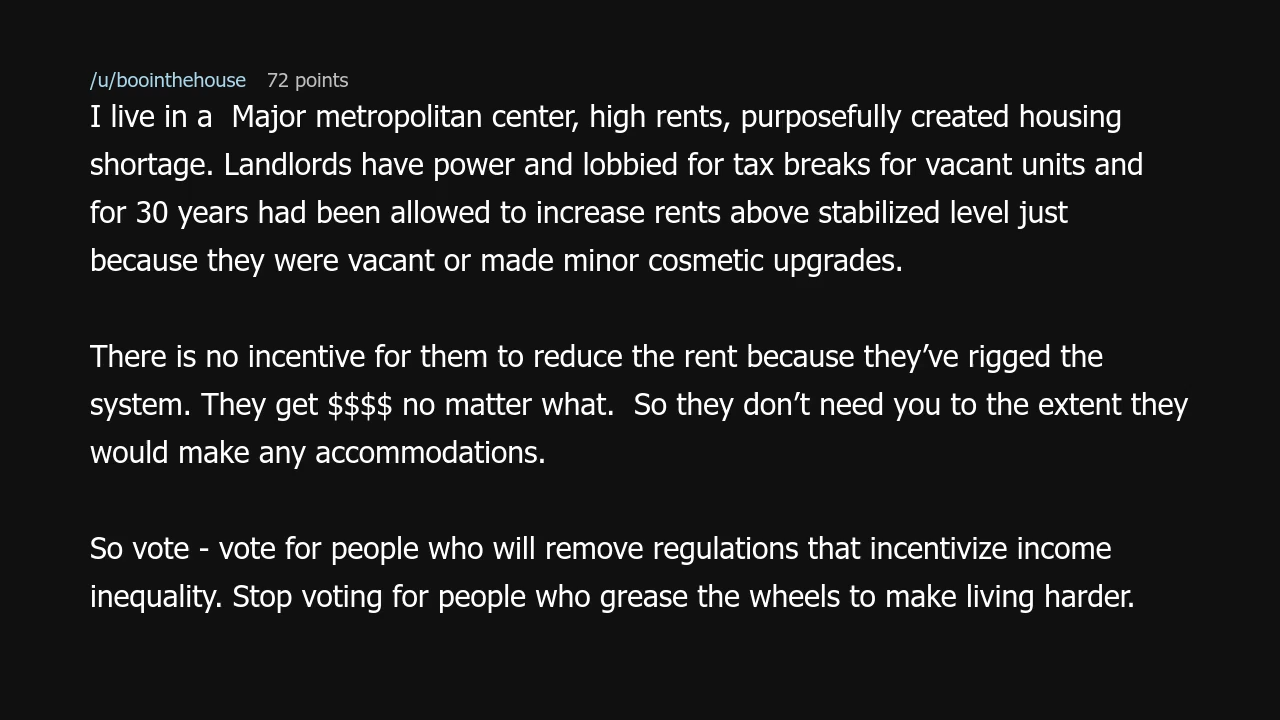 /u/boointhehouse 72 points
I live in a  Major metropolitan center, high rents, purposefully created housing
shortage. Landlords have power and lobbied for tax breaks for vacant units and
for 30 years had been allowed to increase rents above stabilized level just
because they were vacant or made minor cosmetic upgrades.
There is no incentive for them to reduce the rent because they’ve rigged the
system. They get $$$$ no matter what.  So they don’t need you to the extent they
would make any accommodations.
So vote - vote for people who will remove regulations that incentivize income
inequality. Stop voting for people who grease the wheels to make living harder.